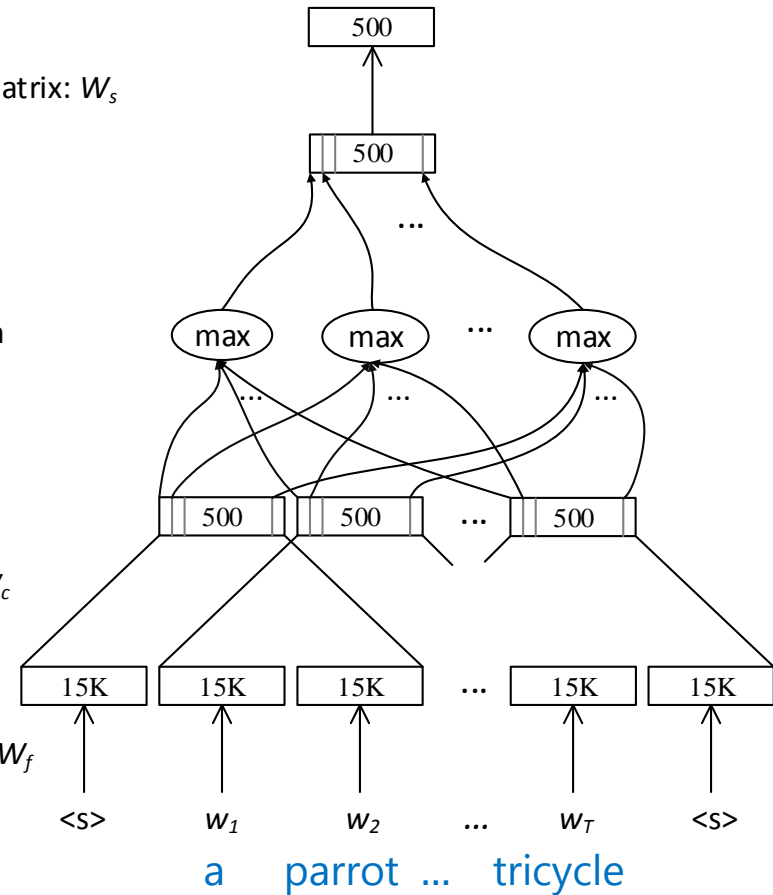 500
atrix: Ws
500
...
max max ... max
... ... ...
500 500 ... 500
c
15K 15K 15K ... 15K 15K
Wf
<s> w1 w2 ... wT <s>
a parrot ... tricycle